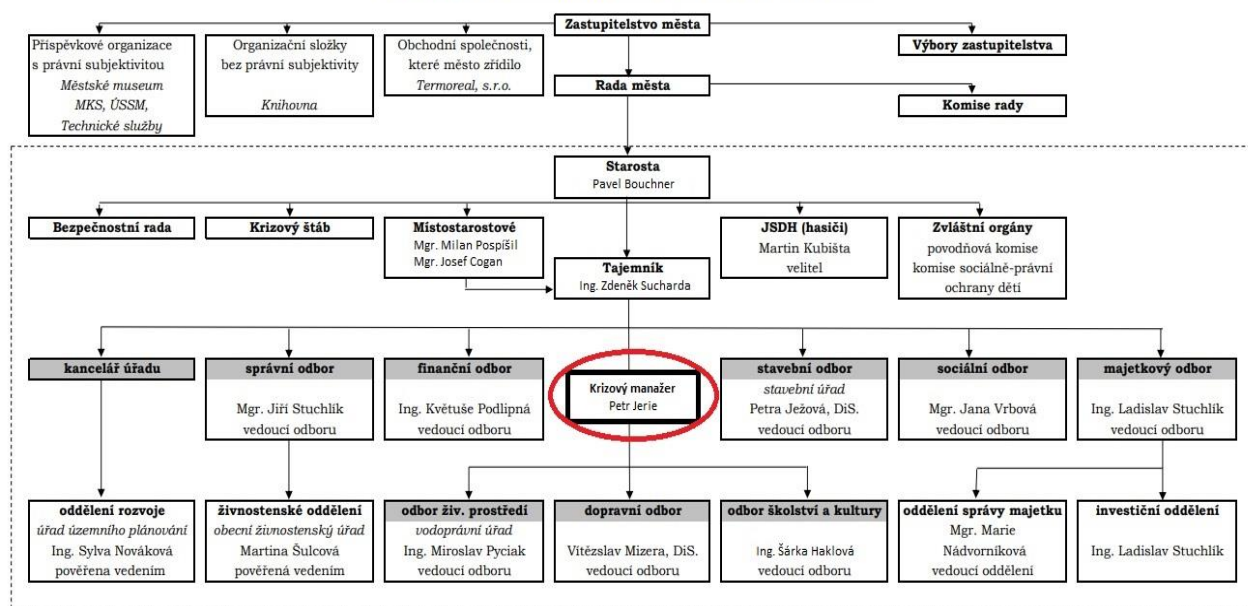 Zastupitelstvo města
Příspěvkové organizace
s právní subjektivitou
Městské museum
MKS, ÚSSM,
Technické služby
Organizační složky
bez právní subjektivity
Knihovna
Obchodní společnosti,
které město zřídilo
Termoreal, s.r.o.
Výbory zastupitelstva
Rada města
Komise rady
Starosta
Pavel Bouchner
Bezpečnostní rada
Krizový štáb
Místostarostové
Mgr. Milan Pospíšil
Mgr. Josef Cogan
JSDH (hasiči)
Martin Kubišta
velitel
Zvláštní orgány
povodňová komise
komise sociálně-právní
ochrany dětí
Tajemník
Ing. Zdeněk Sucharda
kancelář úřadu
správní odbor
Mgr. Jiří Stuchlík
vedoucí odboru
finanční odbor
Ing. Květuše Podlipná
vedoucí odboru
Krizový manažer
Petr Jerie
stavební odbor
stavební úřad
Petra Ježová, DiS.
vedoucí odboru
sociální odbor
Mgr. Jana Vrbová
vedoucí odboru
majetkový odbor
Ing. Ladislav Stuchlík
vedoucí odboru
oddělení rozvoje
úřad územního plánování
Ing. Sylva Nováková
pověřena vedením
živnostenské oddělení
obecní živnostenský úřad
Martina Šulcová
pověřená vedením
odbor živ. prostředí
vodoprávní úřad
Ing. Miroslav Pyciak
vedoucí odboru
dopravní odbor
Vítězslav Mizera, DiS.
vedoucí odboru
odbor školství a kultury
Ing. Šárka Haklová
vedoucí odboru
oddělení správy majetku
Mgr. Marie
Nádvorníková
vedoucí oddělení
investiční oddělení
Ing. Ladislav Stuchlík